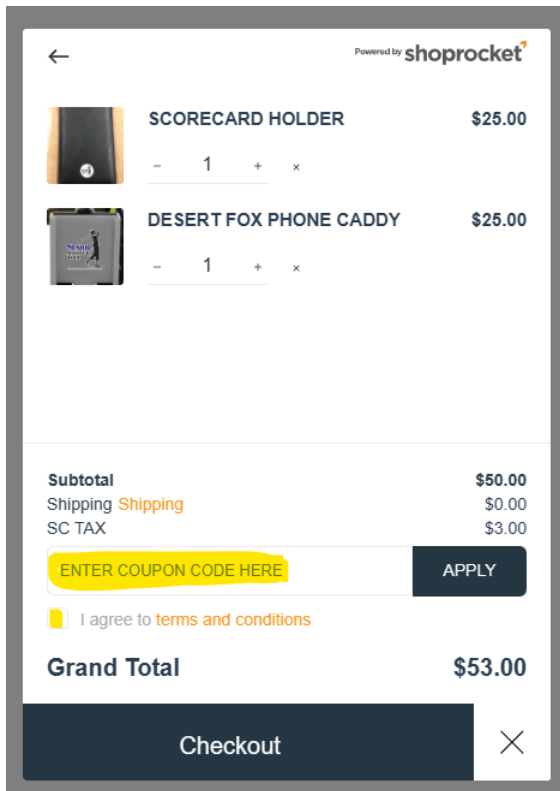 Powered by shoprocket
SCORECARD HOLDER $25.00
- 1 + ×
DESERT FOX PHONE CADDY $25.00
- 1 + ×
Subtotal $50.00
Shipping Shipping $0.00
SC TAX $3.00
ENTER COUPON CODE HERE APPLY
I agree to terms and conditions
Grand Total $53.00
Checkout